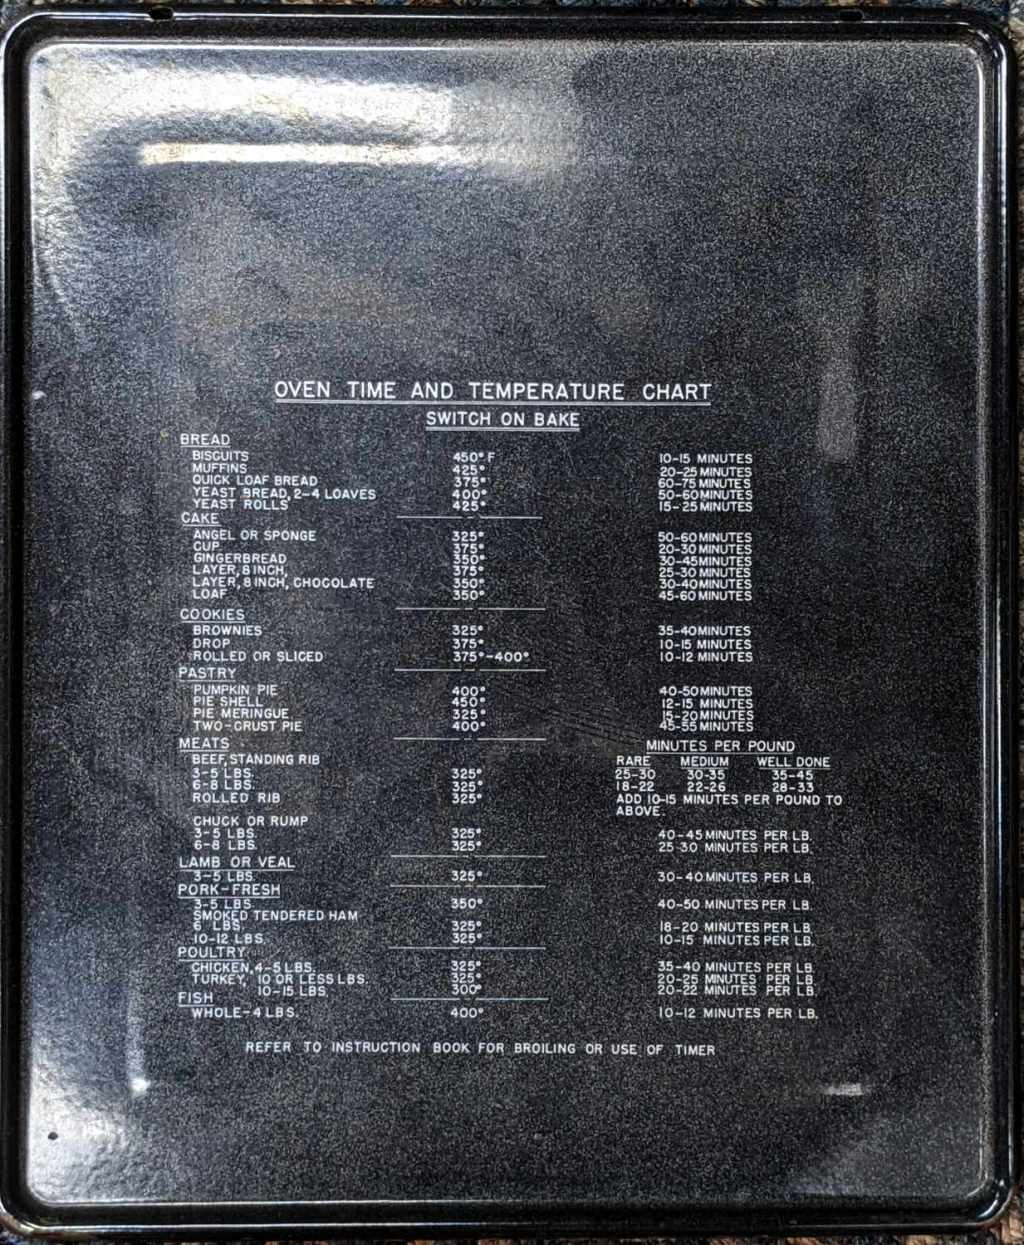 OVEN TIME AND TEMPERATURE CHART
SWITCH ON BAKE
BREAD
BISCUITS 450° F 10-15 MINUTES
MUFFINS 425° 20-25 MINUTES
QUICK LOAF BREAD 375° 60-75 MINUTES
YEAST BREAD, 2-4 LOAVES 400° 50-60 MINUTES
YEAST ROLLS 425° 15-25 MINUTES
CAKE
ANGEL OR SPONGE 325° 50-60 MINUTES
CUP 375° 20-30 MINUTES
GINGERBREAD 350° 30-45 MINUTES
LAYER, 8 INCH, 375° 25-30 MINUTES
LAYER, 8 INCH, CHOCOLATE 350° 30-40 MINUTES
LOAF 350° 45-60 MINUTES
COOKIES
BROWNIES 325° 35-40 MINUTES
DROP 375° 10-15 MINUTES
ROLLED OR SLICED 375°-400° 10-12 MINUTES
PASTRY
PUMPKIN PIE 400° 40-50 MINUTES
PIE SHELL 450° 12-15 MINUTES
PIE MERINGUE 325° 15-20 MINUTES
TWO-CRUST PIE 400° 45-55 MINUTES
MEATS MINUTES PER POUND
BEEF, STANDING RIB RARE MEDIUM WELL DONE
3-5 LBS. 325° 25-30 30-35 35-45
6-8 LBS. 325° 18-22 22-26 28-33
ROLLED RIB 325° ADD 10-15 MINUTES PER POUND TO
ABOVE.
CHUCK OR RUMP
3-5 LBS. 325° 40-45 MINUTES PER LB.
6-8 LBS. 325° 25-30 MINUTES PER LB.
LAMB OR VEAL
3-5 LBS. 325° 30-40 MINUTES PER LB.
PORK-FRESH
3-5 LBS. 350° 40-50 MINUTES PER LB.
SMOKED TENDERED HAM
6 LBS. 325° 18-20 MINUTES PER LB.
10-12 LBS. 325° 10-15 MINUTES PER LB.
POULTRY
CHICKEN, 4-5 LBS. 325° 35-40 MINUTES PER LB.
TURKEY, 10 OR LESS LBS. 325° 20-25 MINUTES PER LB.
10-15 LBS. 300° 20-22 MINUTES PER LB.
FISH
WHOLE-4 LBS. 400° 10-12 MINUTES PER LB.
REFER TO INSTRUCTION BOOK FOR BROILING OR USE OF TIMER